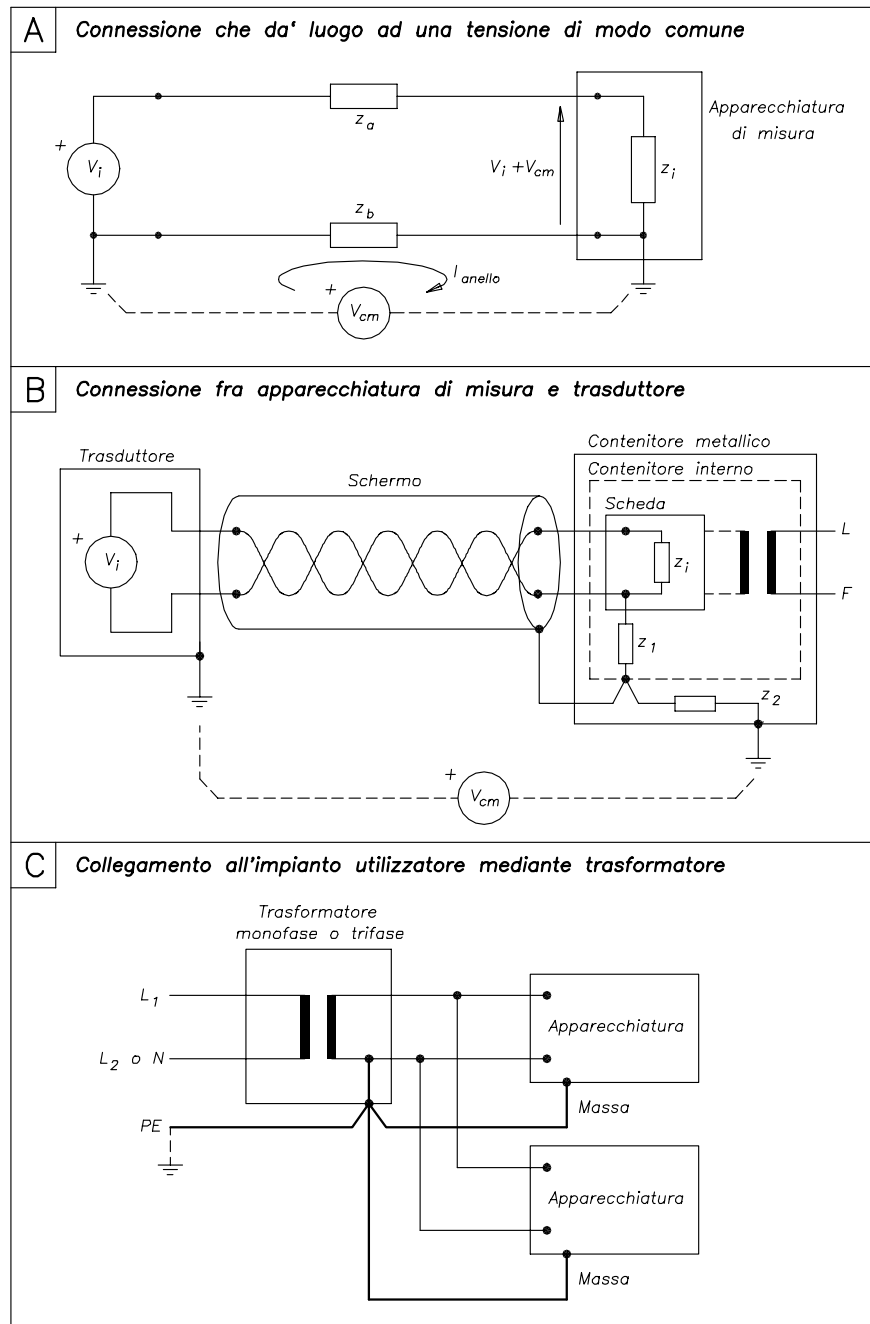 A Connessione che da' luogo ad una tensione di modo comune
z_a
Apparecchiatura
di misura
+
V_i
V_i + V_cm
z_i
z_b
I_anello
+
V_cm
B Connessione fra apparecchiatura di misura e trasduttore
Contenitore metallico
Trasduttore
Contenitore interno
Schermo
Scheda
+
V_i
z_i
L
F
z_1
z_2
+
V_cm
C Collegamento all'impianto utilizzatore mediante trasformatore
Trasformatore
monofase o trifase
L_1
Apparecchiatura
L_2 o N
Massa
PE
Apparecchiatura
Massa